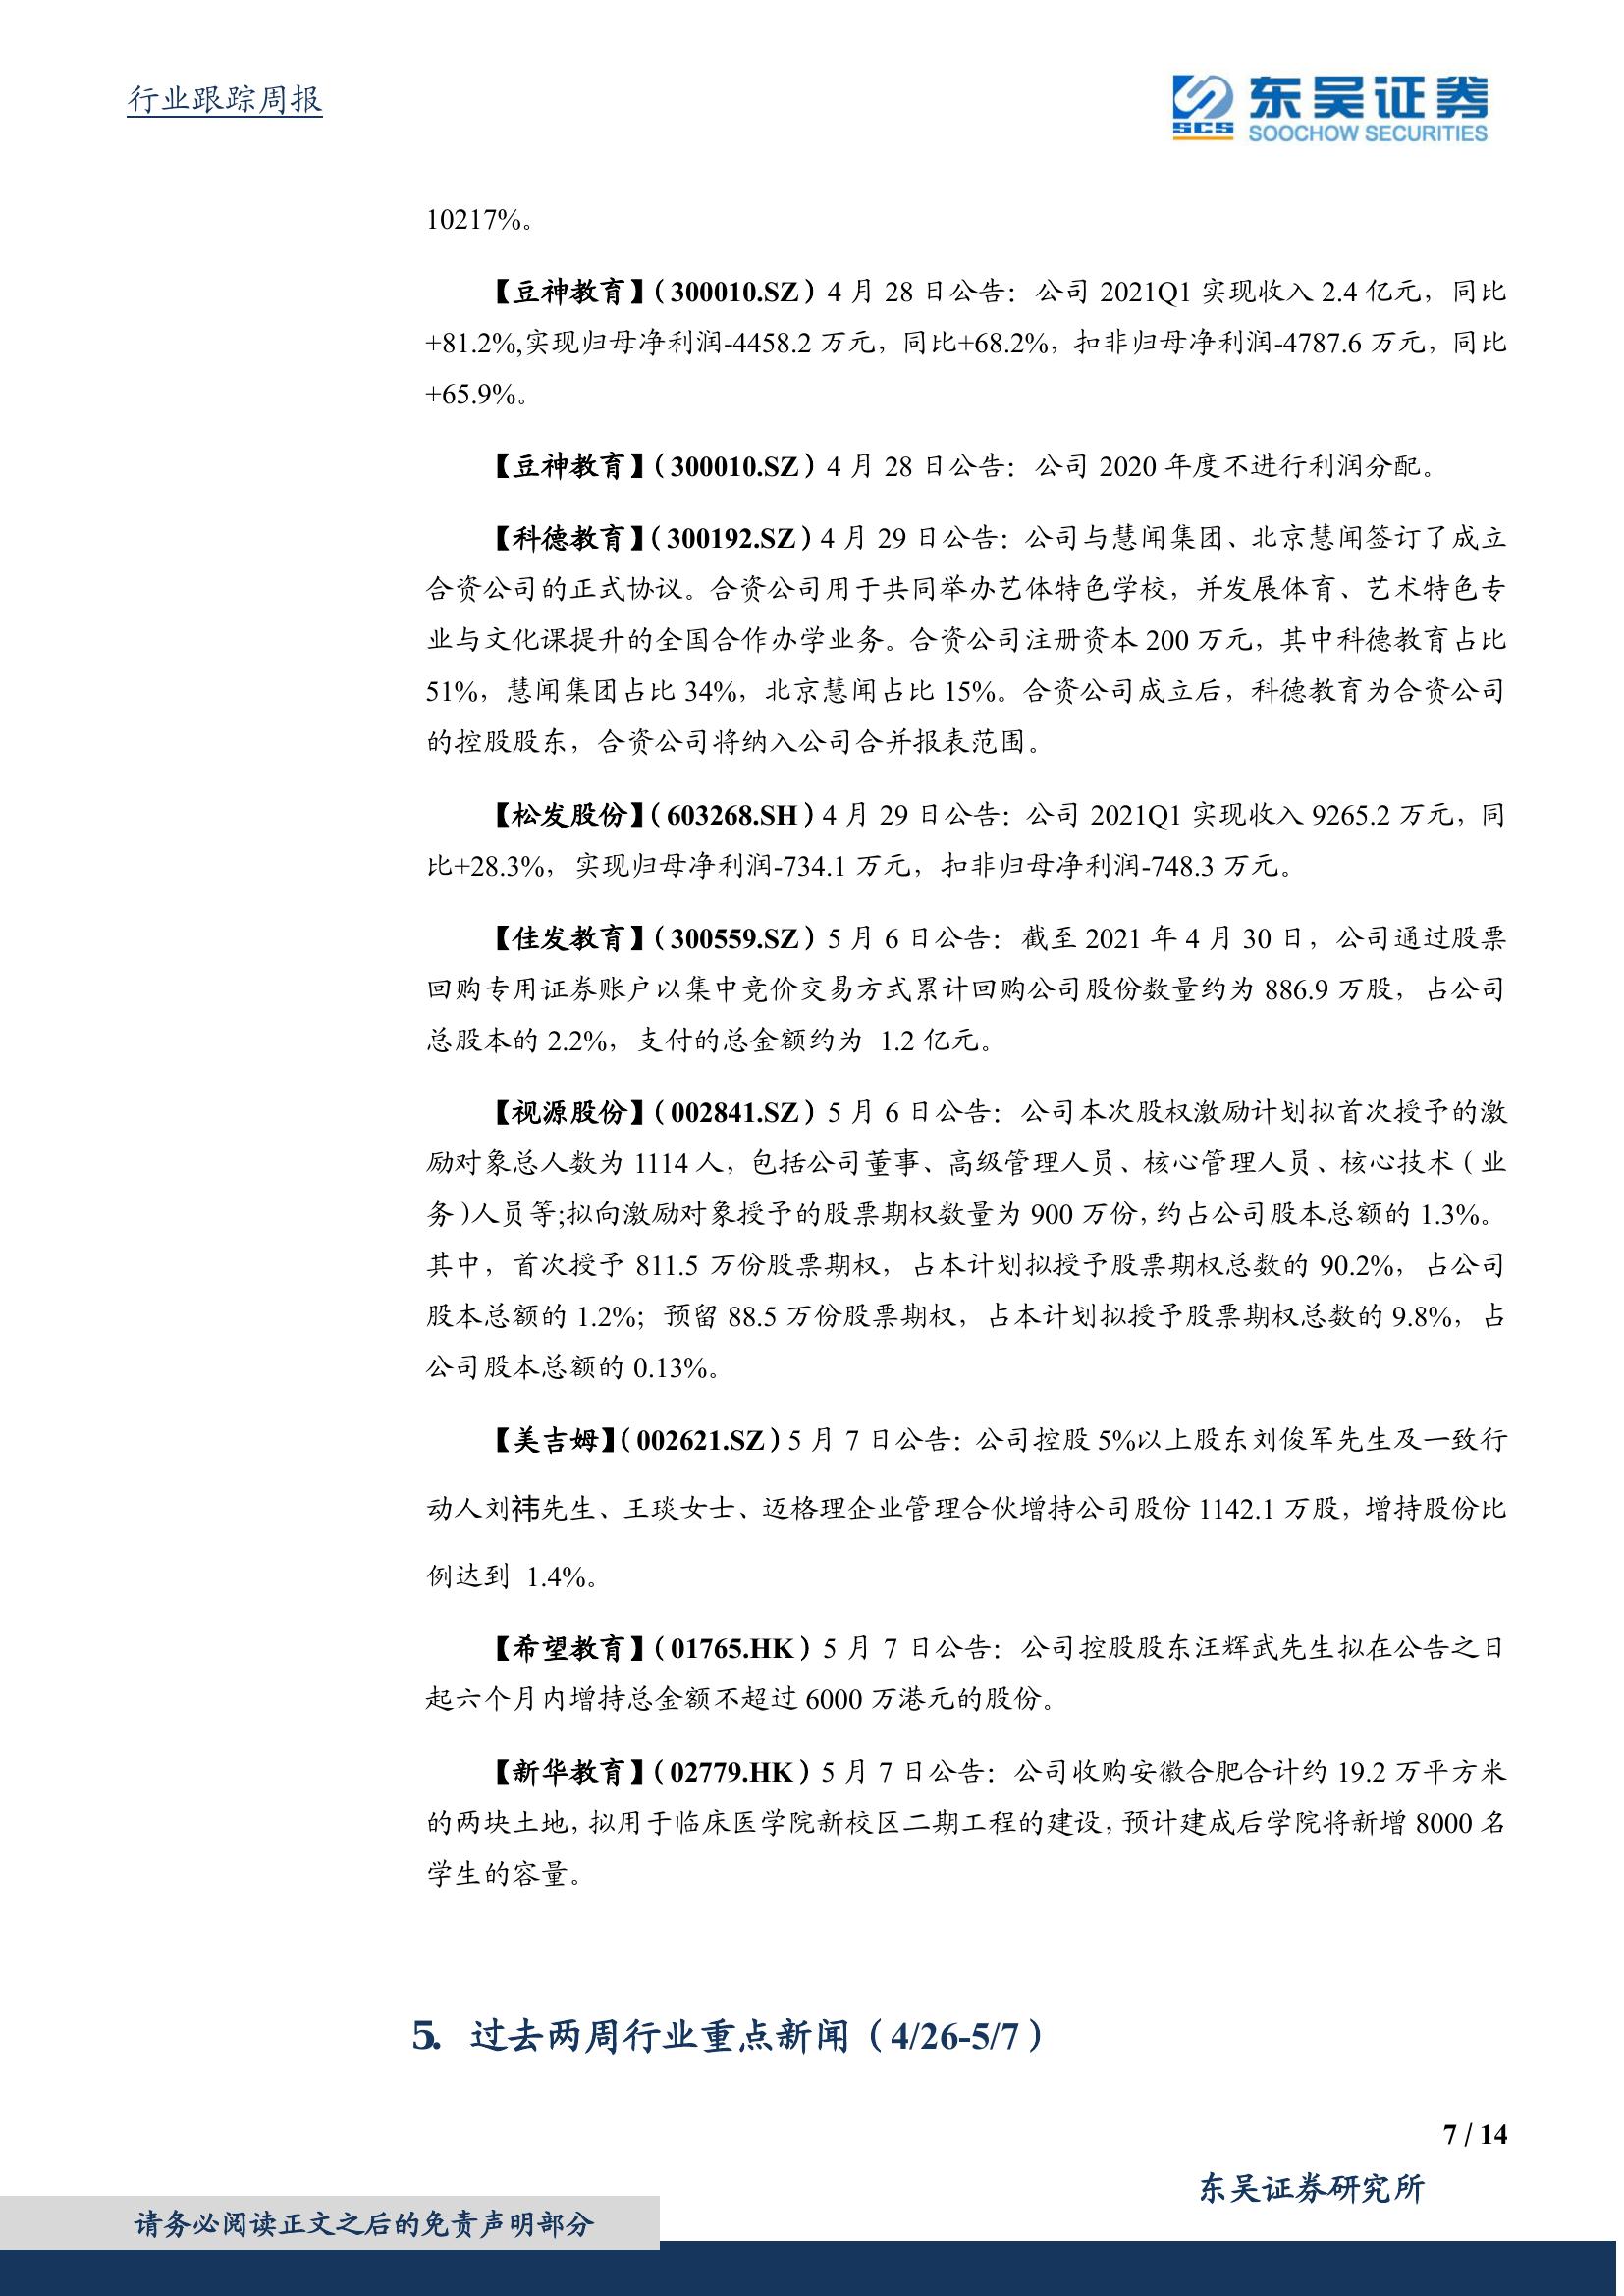 行业跟踪周报
SCS 东吴证券
SOOCHOW SECURITIES
10217%。
【豆神教育】（300010.SZ）4 月 28 日公告：公司 2021Q1 实现收入 2.4 亿元，同比
+81.2%,实现归母净利润-4458.2 万元，同比+68.2%，扣非归母净利润-4787.6 万元，同比
+65.9%。
【豆神教育】（300010.SZ）4 月 28 日公告：公司 2020 年度不进行利润分配。
【科德教育】（300192.SZ）4 月 29 日公告：公司与慧闻集团、北京慧闻签订了成立
合资公司的正式协议。合资公司用于共同举办艺体特色学校，并发展体育、艺术特色专
业与文化课提升的全国合作办学业务。合资公司注册资本 200 万元，其中科德教育占比
51%，慧闻集团占比 34%，北京慧闻占比 15%。合资公司成立后，科德教育为合资公司
的控股股东，合资公司将纳入公司合并报表范围。
【松发股份】（603268.SH）4 月 29 日公告：公司 2021Q1 实现收入 9265.2 万元，同
比+28.3%，实现归母净利润-734.1 万元，扣非归母净利润-748.3 万元。
【佳发教育】（300559.SZ）5 月 6 日公告：截至 2021 年 4 月 30 日，公司通过股票
回购专用证券账户以集中竞价交易方式累计回购公司股份数量约为 886.9 万股，占公司
总股本的 2.2%，支付的总金额约为 1.2 亿元。
【视源股份】（002841.SZ）5 月 6 日公告：公司本次股权激励计划拟首次授予的激
励对象总人数为 1114 人，包括公司董事、高级管理人员、核心管理人员、核心技术（业
务）人员等;拟向激励对象授予的股票期权数量为 900 万份，约占公司股本总额的 1.3%。
其中，首次授予 811.5 万份股票期权，占本计划拟授予股票期权总数的 90.2%，占公司
股本总额的 1.2%；预留 88.5 万份股票期权，占本计划拟授予股票期权总数的 9.8%，占
公司股本总额的 0.13%。
【美吉姆】（002621.SZ）5 月 7 日公告：公司控股 5%以上股东刘俊军先生及一致行
动人刘祎先生、王琰女士、迈格理企业管理合伙增持公司股份 1142.1 万股，增持股份比
例达到 1.4%。
【希望教育】（01765.HK）5 月 7 日公告：公司控股股东汪辉武先生拟在公告之日
起六个月内增持总金额不超过 6000 万港元的股份。
【新华教育】（02779.HK）5 月 7 日公告：公司收购安徽合肥合计约 19.2 万平方米
的两块土地，拟用于临床医学院新校区二期工程的建设，预计建成后学院将新增 8000 名
学生的容量。
5. 过去两周行业重点新闻（4/26-5/7）
7 / 14
东吴证券研究所
请务必阅读正文之后的免责声明部分